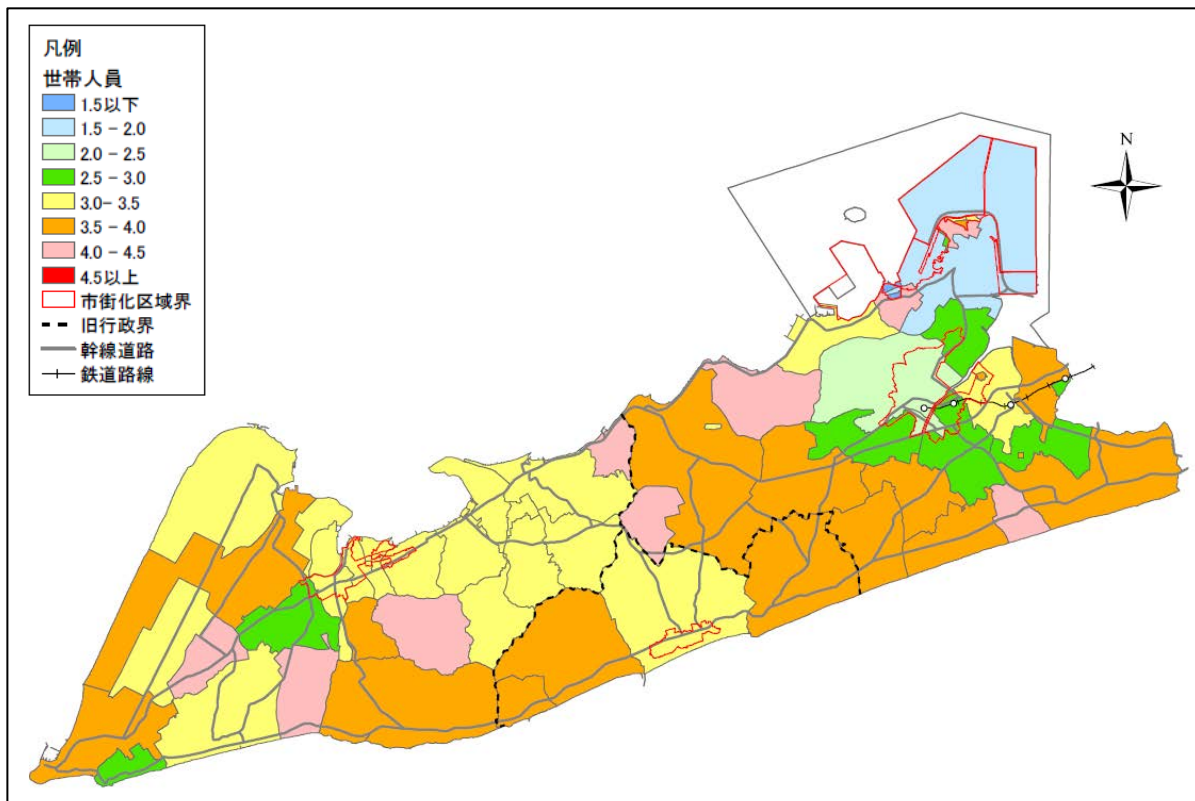 凡例
世帯人員
1.5以下
1.5 - 2.0
2.0 - 2.5
2.5 - 3.0
3.0- 3.5
3.5 - 4.0
4.0 - 4.5
4.5以上
市街化区域界
旧行政界
幹線道路
鉄道路線
N